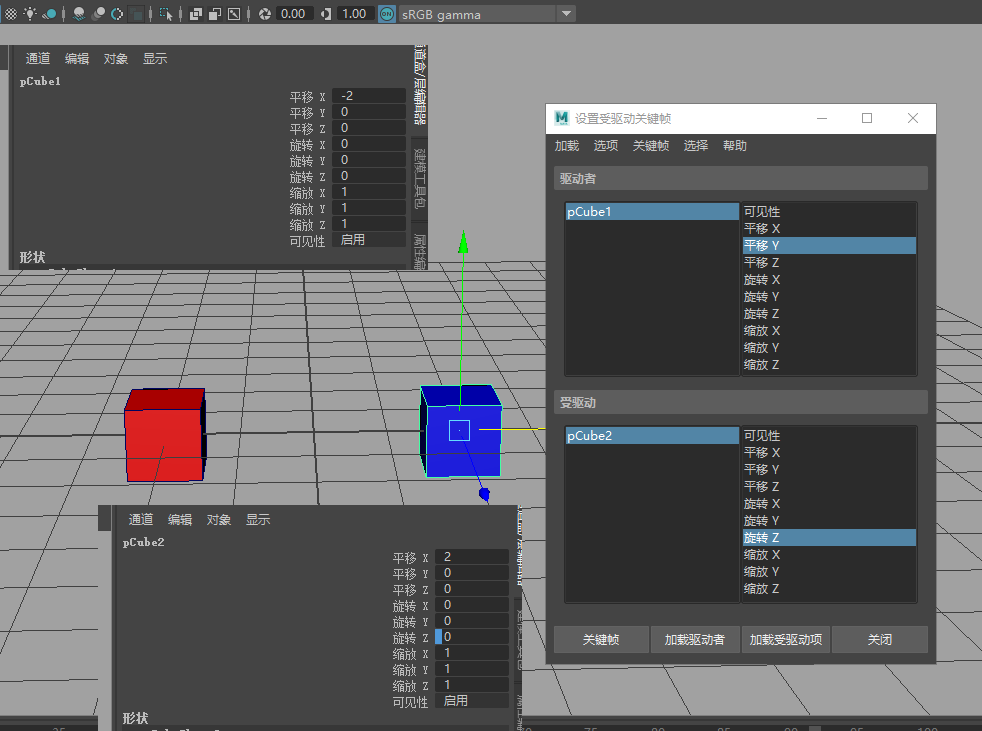 0.00 1.00 ON sRGB gamma
通道 编辑 对象 显示
pCube1
平移 X -2
平移 Y 0
平移 Z 0
旋转 X 0
旋转 Y 0
旋转 Z 0
缩放 X 1
缩放 Y 1
缩放 Z 1
可见性 启用
形状
通道盒/层编辑器
建模工具包
属性编
M 设置受驱动关键帧
加载 选项 关键帧 选择 帮助
驱动者
pCube1
可见性
平移 X
平移 Y
平移 Z
旋转 X
旋转 Y
旋转 Z
缩放 X
缩放 Y
缩放 Z
受驱动
pCube2
可见性
平移 X
平移 Y
平移 Z
旋转 X
旋转 Y
旋转 Z
缩放 X
缩放 Y
缩放 Z
关键帧 加载驱动者 加载受驱动项 关闭
通道 编辑 对象 显示
pCube2
平移 X 2
平移 Y 0
平移 Z 0
旋转 X 0
旋转 Y 0
旋转 Z 0
缩放 X 1
缩放 Y 1
缩放 Z 1
可见性 启用
形状